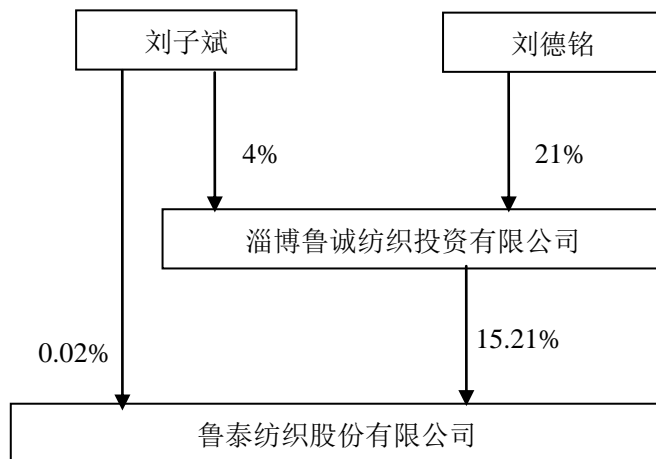 刘子斌
刘德铭
4%
21%
淄博鲁诚纺织投资有限公司
0.02%
15.21%
鲁泰纺织股份有限公司